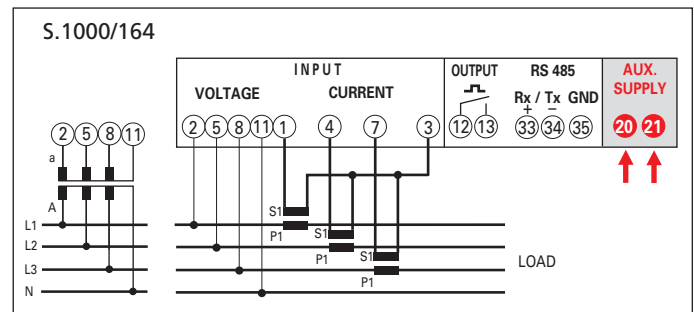 S.1000/164
INPUT
OUTPUT
RS 485
AUX.
SUPPLY
VOLTAGE
CURRENT
Rx / Tx GND
+ −
2 5 8 11 1 4 7 3 12 13 33 34 35 20 21
2 5 8 11
a
A
S1
L1
P1 S1
L2
P1 S1
L3
LOAD
P1
N